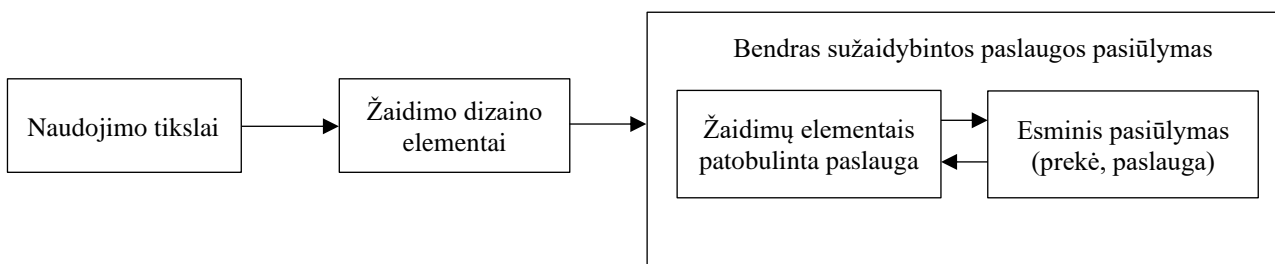 Bendras sužaidybintos paslaugos pasiūlymas
Naudojimo tikslai
Žaidimo dizaino
elementai
Žaidimų elementais
patobulinta paslauga
Esminis pasiūlymas
(prekė, paslauga)